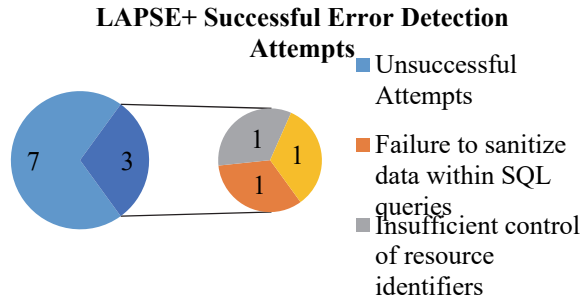 LAPSE+ Successful Error Detection
Attempts
7
3
1
1
1
Unsuccessful
Attempts
Failure to sanitize
data within SQL
queries
Insufficient control
of resource
identifiers